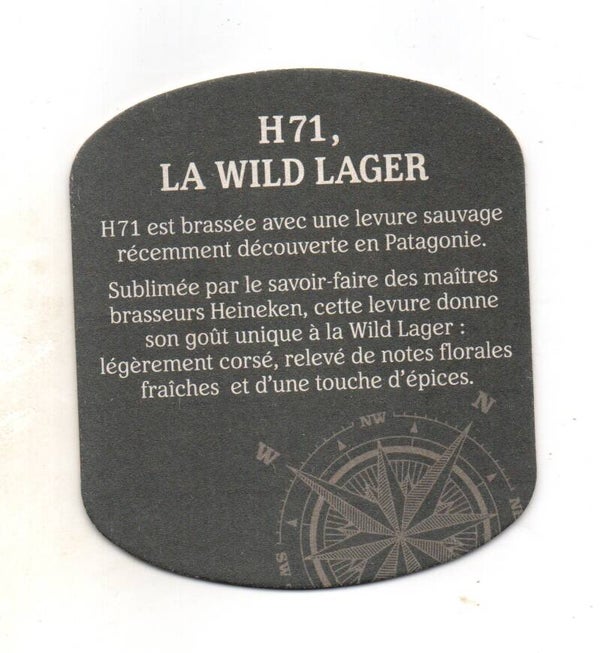 H71,
LA WILD LAGER
H71 est brassée avec une levure sauvage
récemment découverte en Patagonie.
Sublimée par le savoir-faire des maîtres
brasseurs Heineken, cette levure donne
son goût unique à la Wild Lager :
légèrement corsé, relevé de notes florales
fraîches et d'une touche d'épices.
N
NW
W
SW